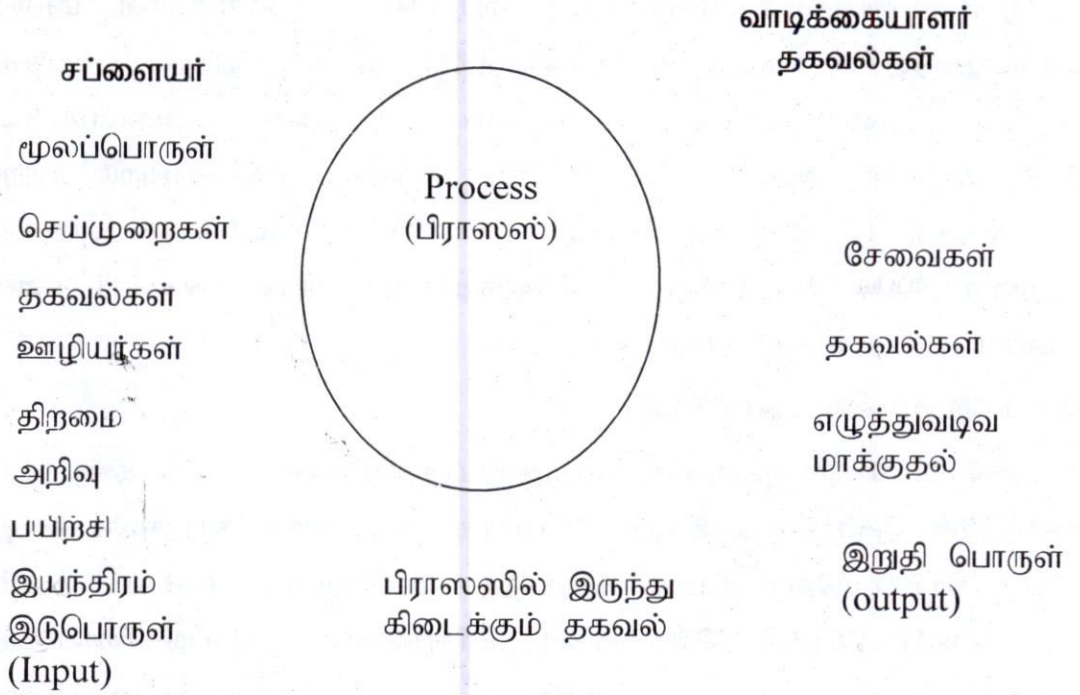 சப்ளையர்
மூலப்பொருள்
செய்முறைகள்
தகவல்கள்
ஊழியர்கள்
திறமை
அறிவு
பயிற்சி
இயந்திரம்
இடுபொருள்
(Input)
Process
(பிராஸஸ்)
பிராஸஸில் இருந்து
கிடைக்கும் தகவல்
வாடிக்கையாளர்
தகவல்கள்
சேவைகள்
தகவல்கள்
எழுத்துவடிவ
மாக்குதல்
இறுதி பொருள்
(output)